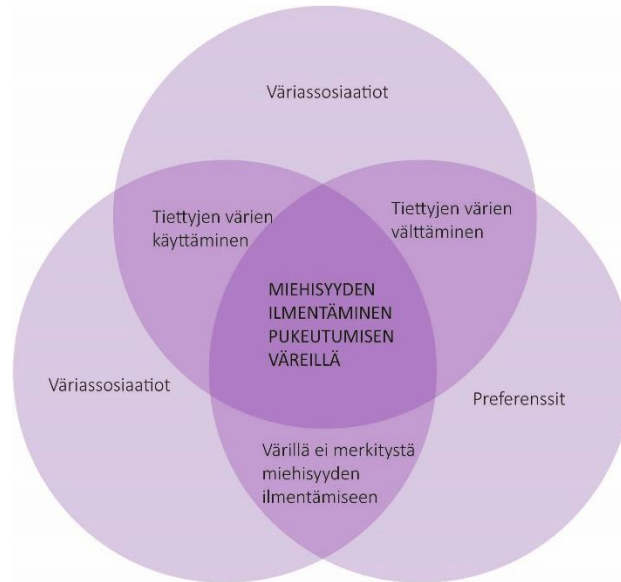 Väriassosiaatiot
Tiettyjen värien
käyttäminen
Tiettyjen värien
välttäminen
MIEHISYYDEN
ILMENTÄMINEN
PUKEUTUMISEN
VÄREILLÄ
Väriassosiaatiot
Preferenssit
Värillä ei merkitystä
miehisyyden
ilmentämiseen